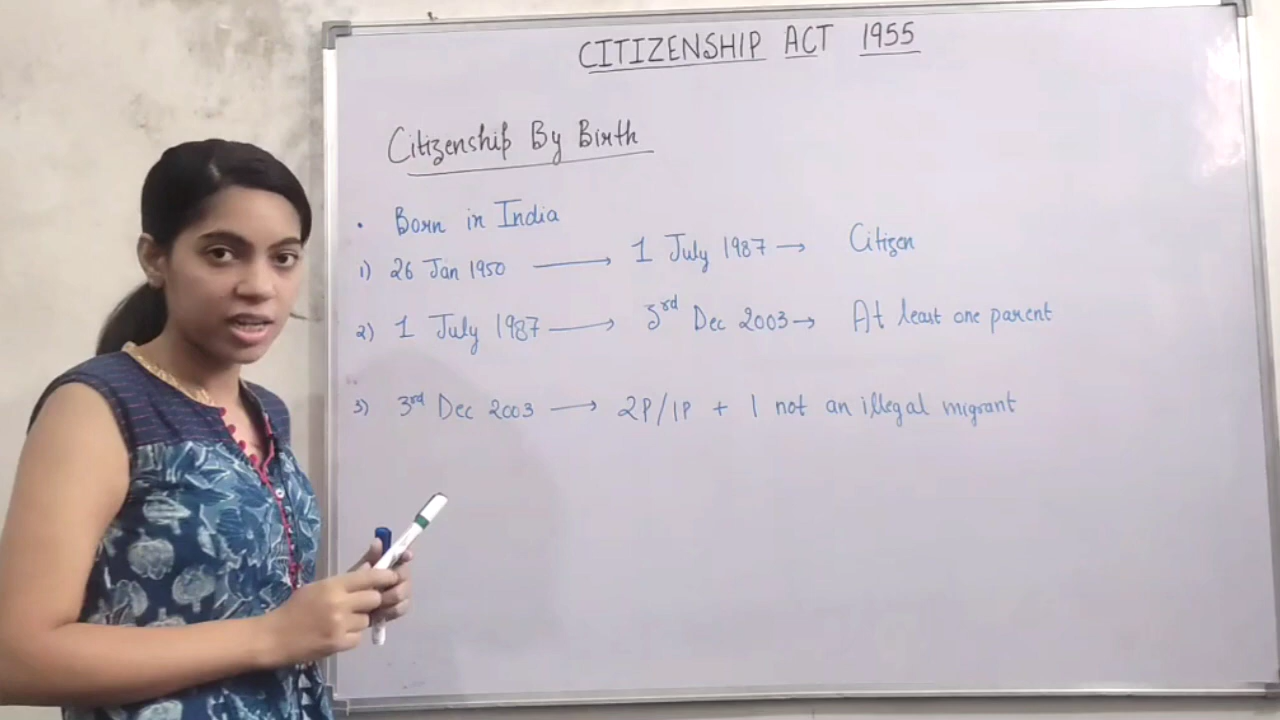 CITIZENSHIP ACT 1955
Citizenship By Birth
• Born in India
1) 26 Jan 1950 → 1 July 1987 → Citizen
2) 1 July 1987 → 3rd Dec 2003 → At least one parent
3) 3rd Dec 2003 → 2P/1P + 1 not an illegal migrant